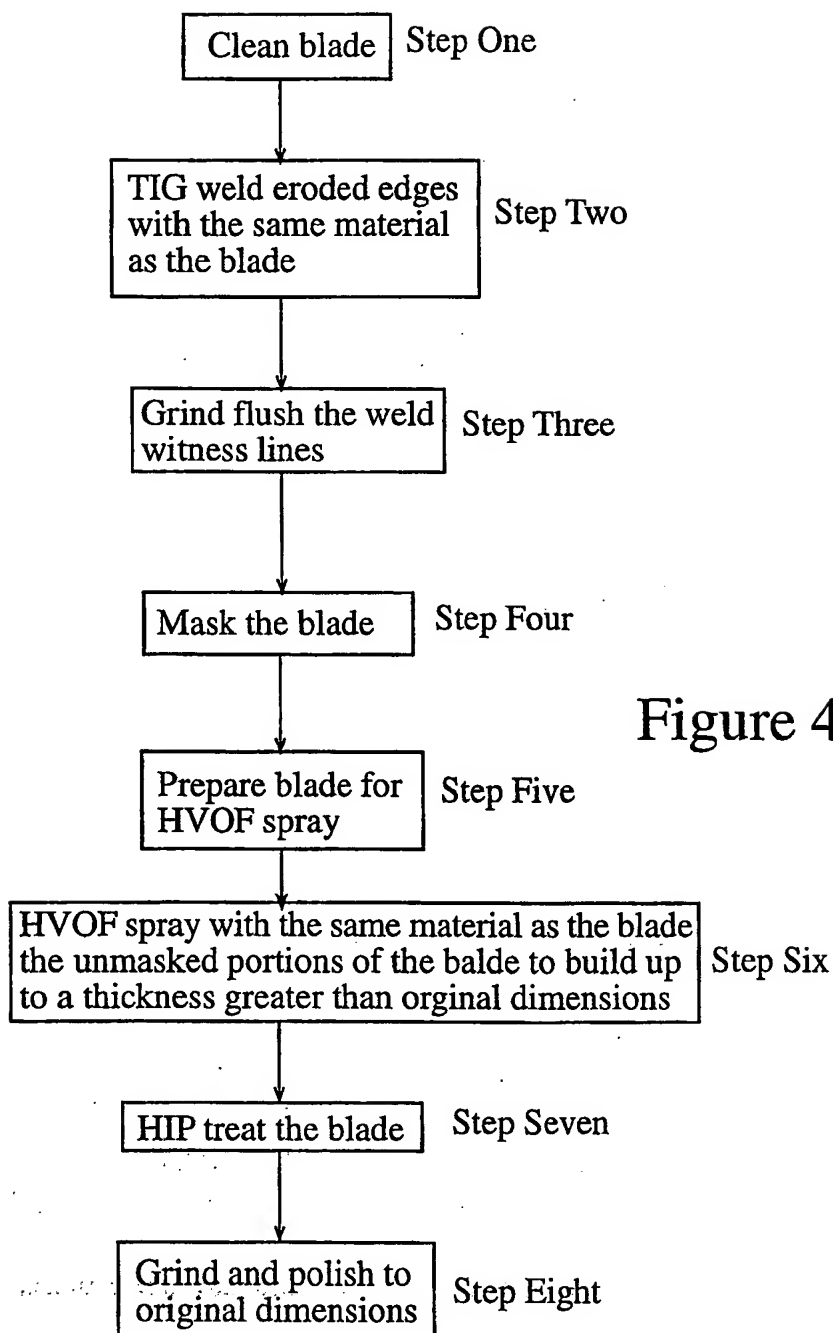 Clean blade
Step One
TIG weld eroded edges
with the same material
as the blade
Step Two
Grind flush the weld
witness lines
Step Three
Mask the blade
Step Four
Figure 4
Prepare blade for
HVOF spray
Step Five
HVOF spray with the same material as the blade
the unmasked portions of the balde to build up
to a thickness greater than orginal dimensions
Step Six
HIP treat the blade
Step Seven
Grind and polish to
original dimensions
Step Eight